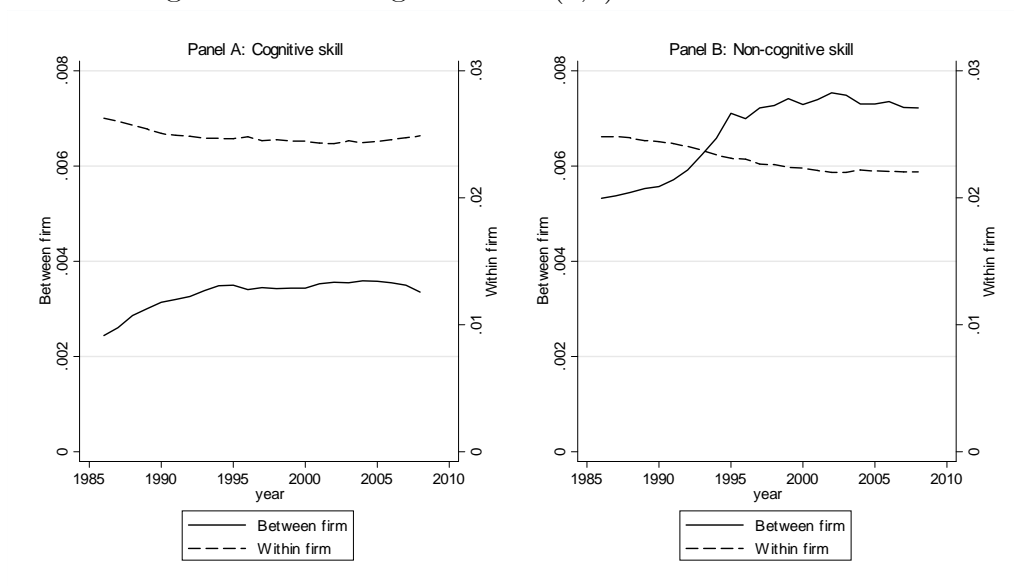 Panel A: Cognitive skill
.008
.006
.004
.002
0
Between firm
.03
.02
.01
0
Within firm
1985 1990 1995 2000 2005 2010
year
Between firm
Within firm
Panel B: Non-cognitive skill
.008
.006
.004
.002
0
Between firm
.03
.02
.01
0
Within firm
1985 1990 1995 2000 2005 2010
year
Between firm
Within firm